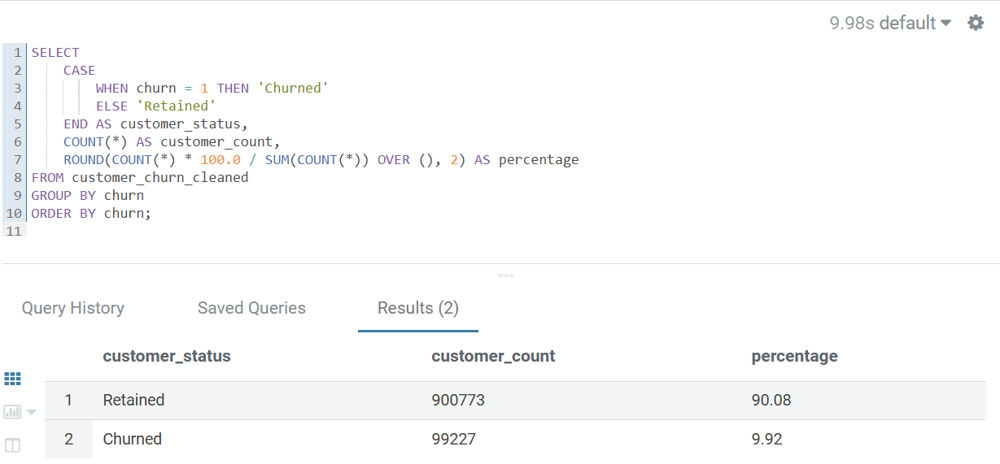 9.98s default
1 SELECT
2 CASE
3 WHEN churn = 1 THEN 'Churned'
4 ELSE 'Retained'
5 END AS customer_status,
6 COUNT(*) AS customer_count,
7 ROUND(COUNT(*) * 100.0 / SUM(COUNT(*)) OVER (), 2) AS percentage
8 FROM customer_churn_cleaned
9 GROUP BY churn
10 ORDER BY churn;
11
Query History Saved Queries Results (2)
customer_status customer_count percentage
1 Retained 900773 90.08
2 Churned 99227 9.92